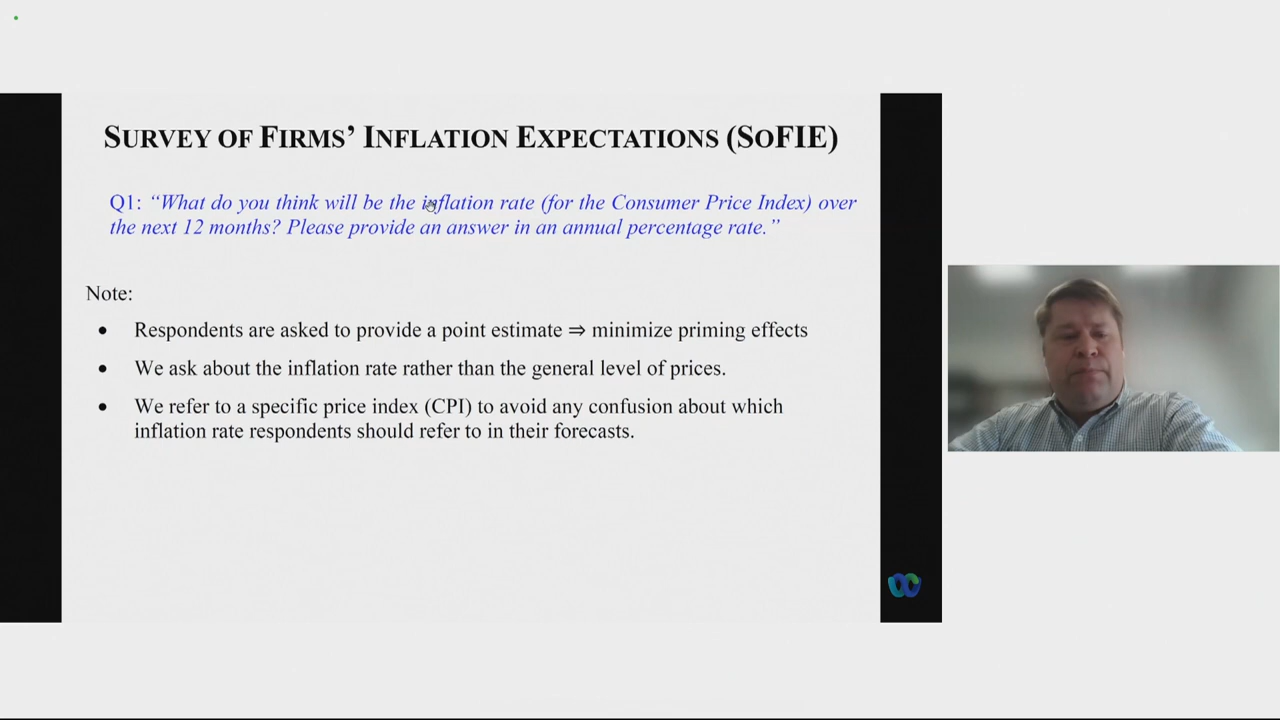 SURVEY OF FIRMS’ INFLATION EXPECTATIONS (SOFIE)
Q1: “What do you think will be the inflation rate (for the Consumer Price Index) over
the next 12 months? Please provide an answer in an annual percentage rate.”
Note:
• Respondents are asked to provide a point estimate ⇒ minimize priming effects
• We ask about the inflation rate rather than the general level of prices.
• We refer to a specific price index (CPI) to avoid any confusion about which
inflation rate respondents should refer to in their forecasts.